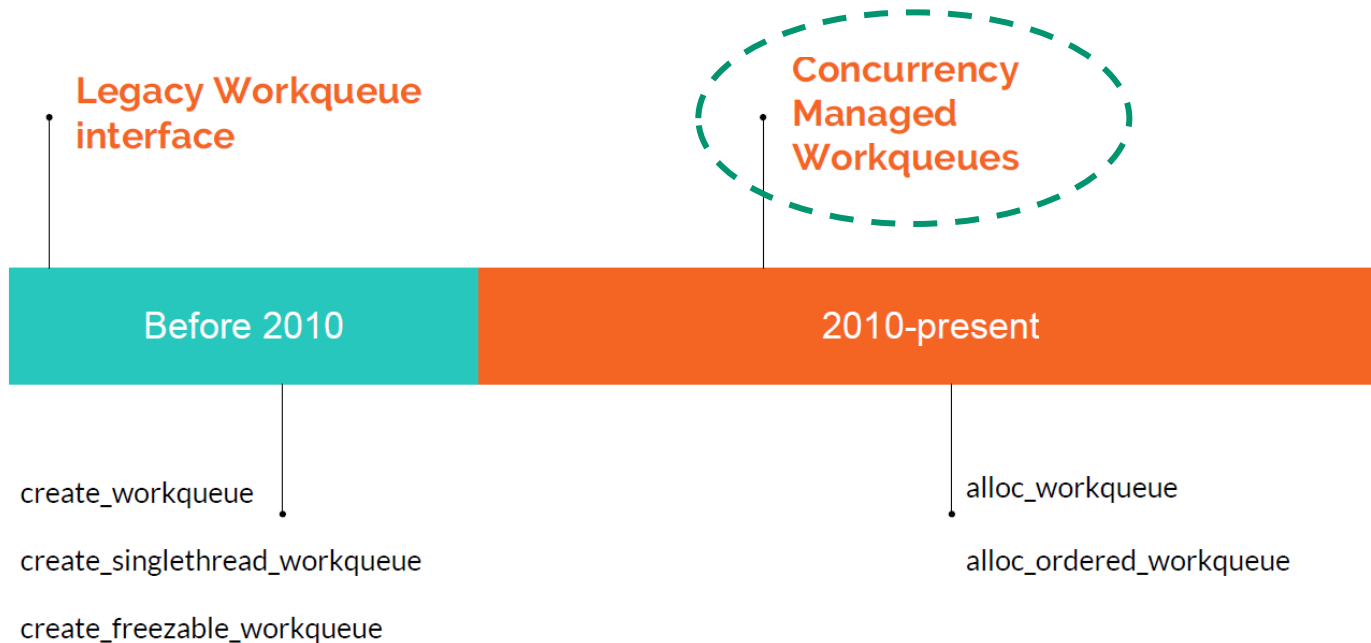 Legacy Workqueue
interface
Concurrency
Managed
Workqueues
Before 2010
2010-present
create_workqueue
create_singlethread_workqueue
create_freezable_workqueue
alloc_workqueue
alloc_ordered_workqueue